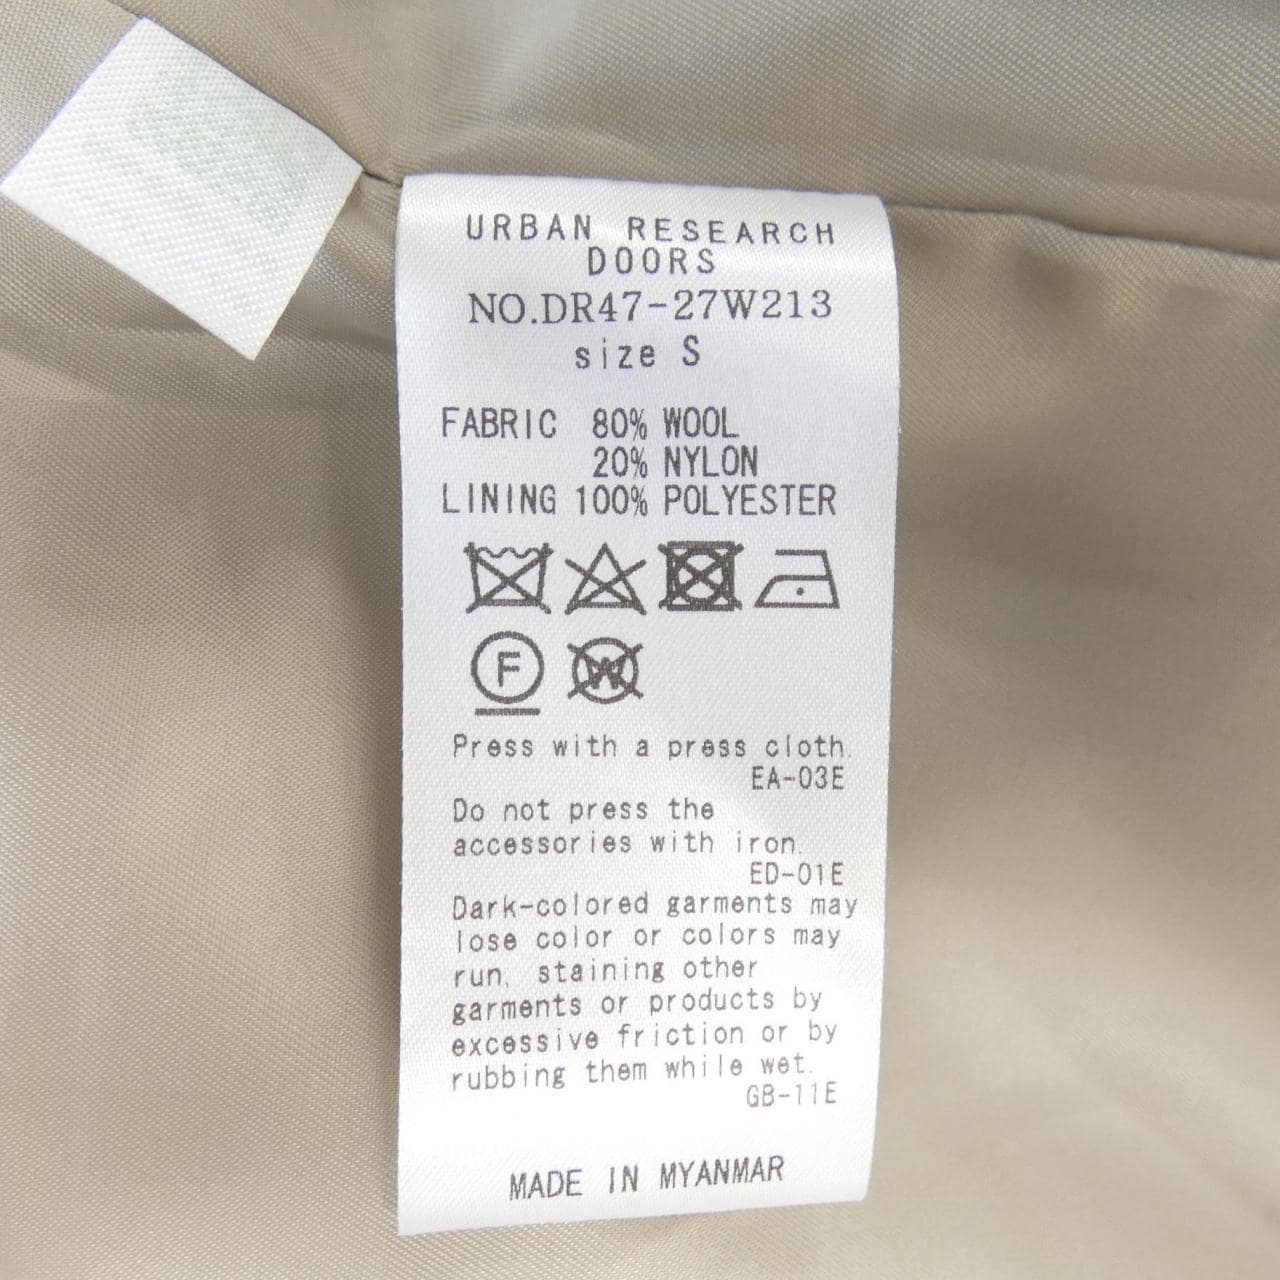 URBAN RESEARCH
DOORS
NO.DR47-27W213
size S
FABRIC 80% WOOL
20% NYLON
LINING 100% POLYESTER
F
W
Press with a press cloth.
EA-03E
Do not press the
accessories with iron.
ED-01E
Dark-colored garments may
lose color or colors may
run, staining other
garments or products by
excessive friction or by
rubbing them while wet.
GB-11E
MADE IN MYANMAR